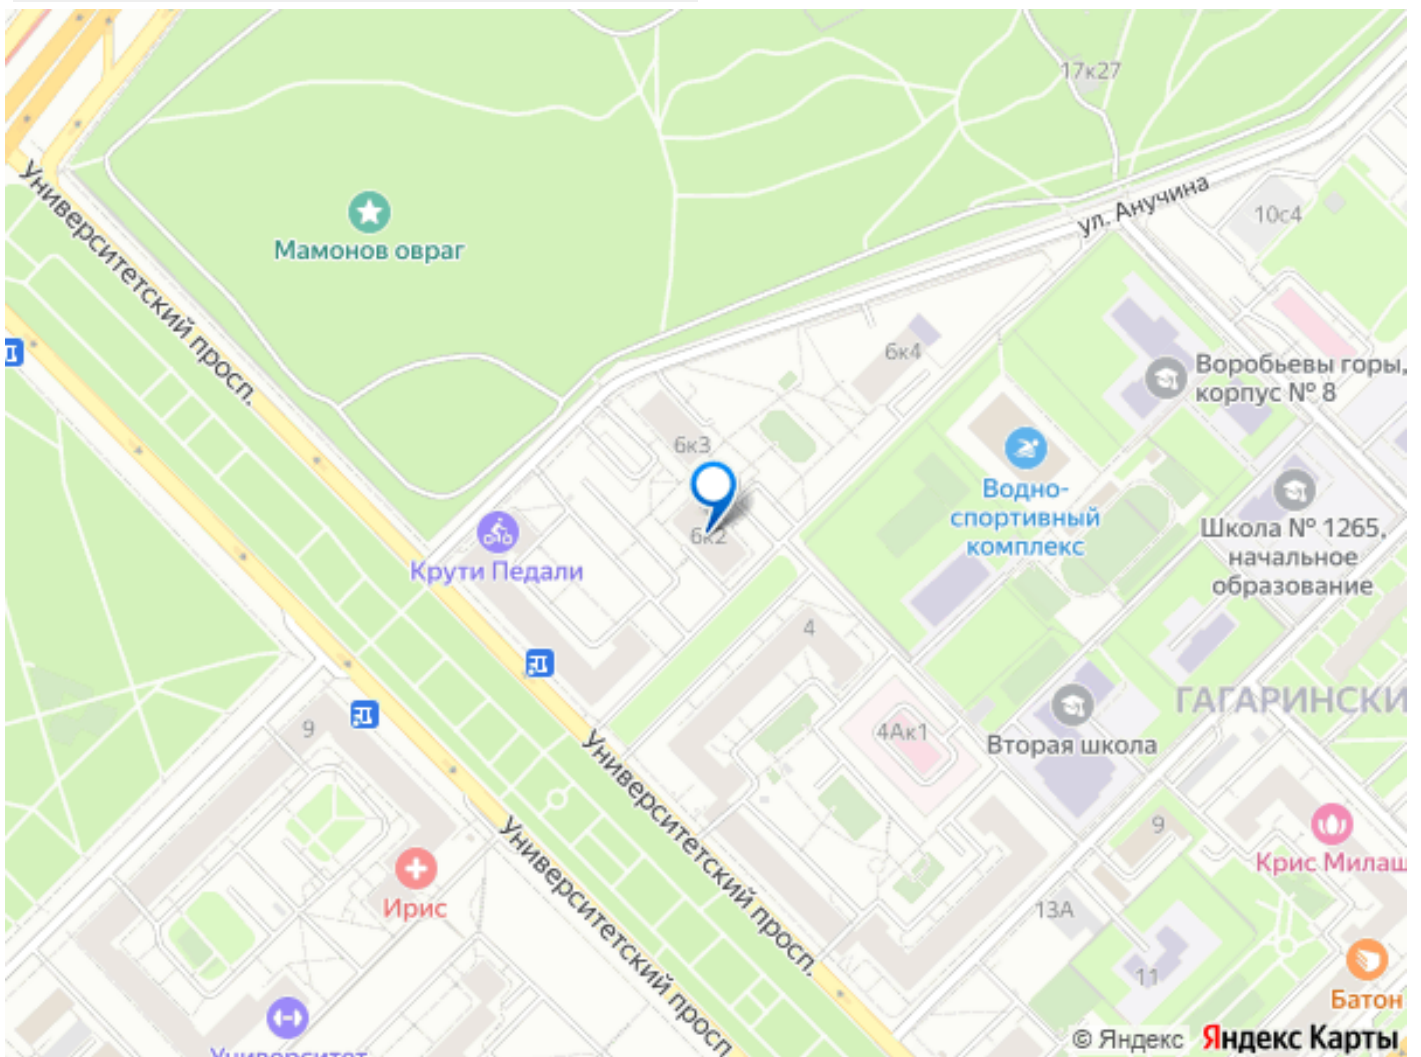 17к27
ул. Анучина
10с4
Университетский просп.
Мамонов овраг
6к4
Воробьевы горы,
корпус № 8
6к3
Водно-
спортивный
комплекс
Школа № 1265,
начальное
образование
6к2
Крути Педали
4
ГАГАРИНСКИ
4Ак1
Вторая школа
9
Университетский просп.
9
Крис Милаш
Университетский просп
Ирис
13А
11
Батон
Университет
© Яндекс Яндекс Карты